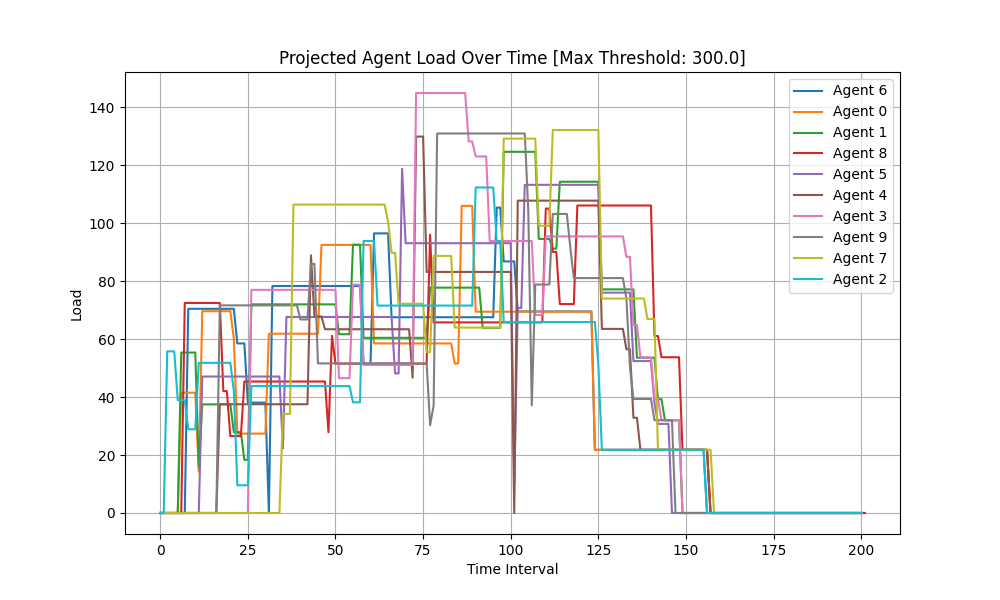 Projected Agent Load Over Time [Max Threshold: 300.0]
Load
140
120
100
80
60
40
20
0
0 25 50 75 100 125 150 175 200
Time Interval
Agent 6
Agent 0
Agent 1
Agent 8
Agent 5
Agent 4
Agent 3
Agent 9
Agent 7
Agent 2